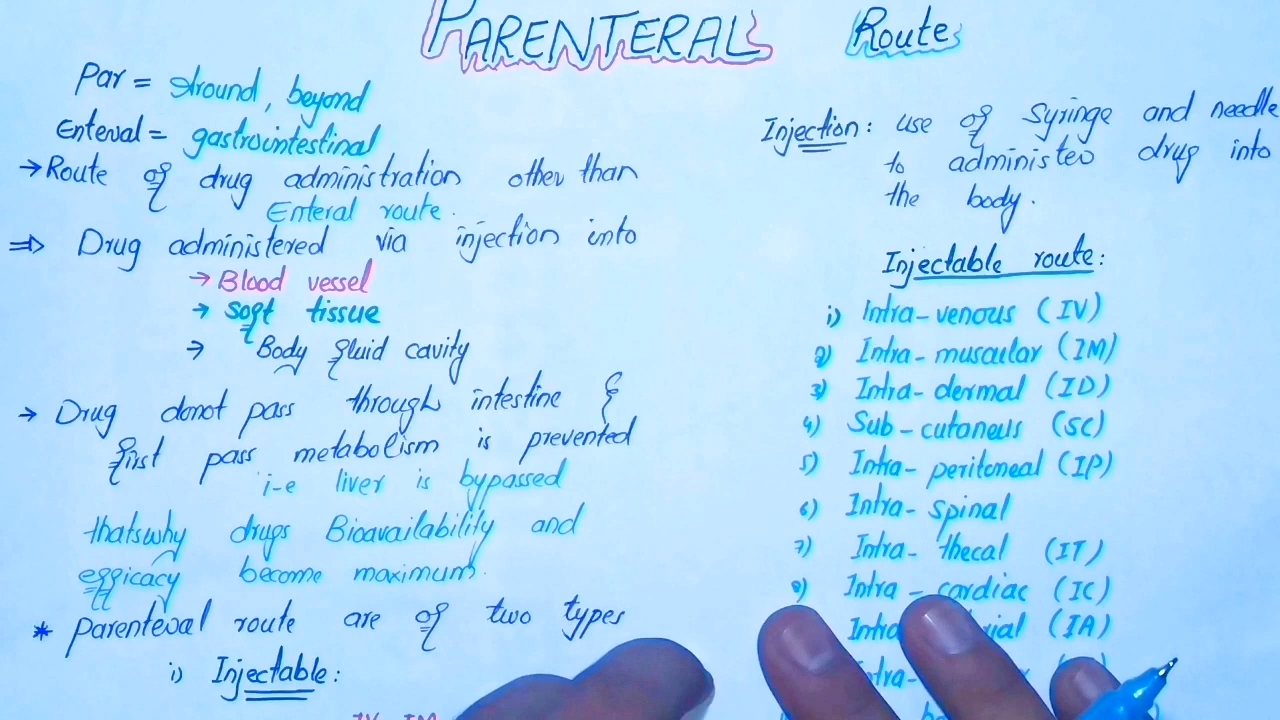 PARENTERAL Route
Par = around, beyond
Enteral = gastrointestinal
→ Route of drug administration other than
Enteral route.
⇒ Drug administered via injection into
→ Blood vessel
→ Soft tissue
→ Body fluid cavity
→ Drug donot pass through intestine &
first pass metabolism is prevented
i-e liver is bypassed
thatswhy drugs Bioavailability and
efficacy become maximum.
* Parenteral route are of two types
i) Injectable:
IV IM
Injection: use of Syringe and needle
to administer drug into
the body.
Injectable route:
i) Intra-venous (IV)
2) Intra-muscular (IM)
3) Intra-dermal (ID)
4) Sub-cutaneus (SC)
5) Intra-peritoneal (IP)
6) Intra-spinal
7) Intra-thecal (IT)
8) Intra-cardiac (IC)
(IA)